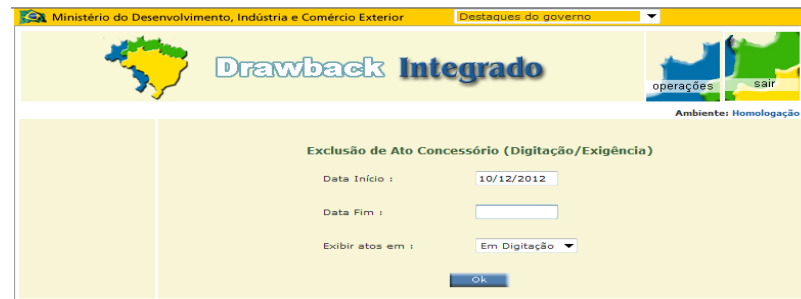 Ministério do Desenvolvimento, Indústria e Comércio Exterior Destaques do governo
Drawback Integrado
operações sair
Ambiente: Homologação
Exclusão de Ato Concessório (Digitação/Exigência)
Data Início : 10/12/2012
Data Fim :
Exibir atos em : Em Digitação
Ok